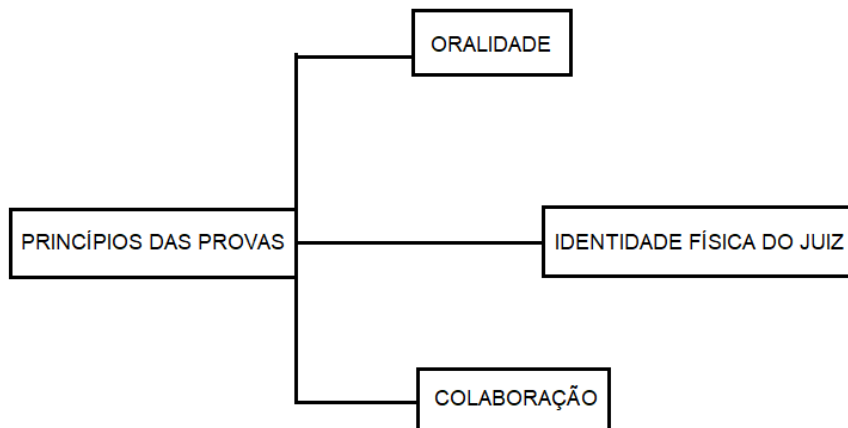 ORALIDADE
PRINCÍPIOS DAS PROVAS
IDENTIDADE FÍSICA DO JUIZ
COLABORAÇÃO